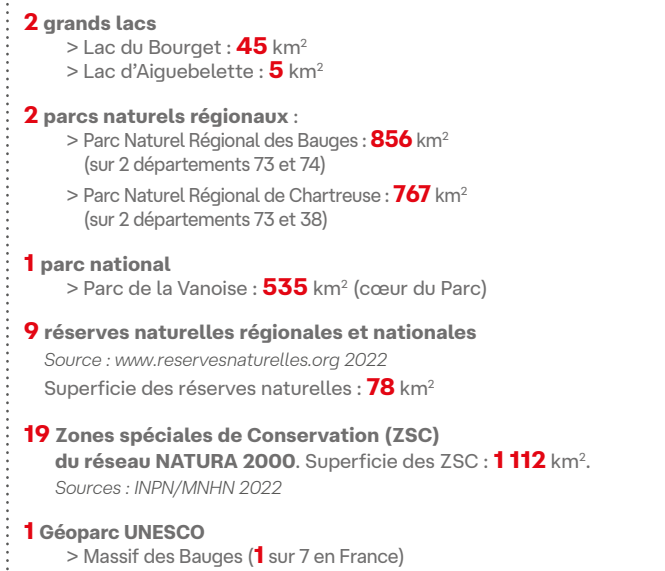 2 grands lacs
> Lac du Bourget : 45 km²
> Lac d’Aiguebelette : 5 km²
2 parcs naturels régionaux :
> Parc Naturel Régional des Bauges : 856 km²
(sur 2 départements 73 et 74)
> Parc Naturel Régional de Chartreuse : 767 km²
(sur 2 départements 73 et 38)
1 parc national
> Parc de la Vanoise : 535 km² (cœur du Parc)
9 réserves naturelles régionales et nationales
Source : www.reservesnaturelles.org 2022
Superficie des réserves naturelles : 78 km²
19 Zones spéciales de Conservation (ZSC)
du réseau NATURA 2000. Superficie des ZSC : 1 112 km².
Sources : INPN/MNHN 2022
1 Géoparc UNESCO
> Massif des Bauges (1 sur 7 en France)